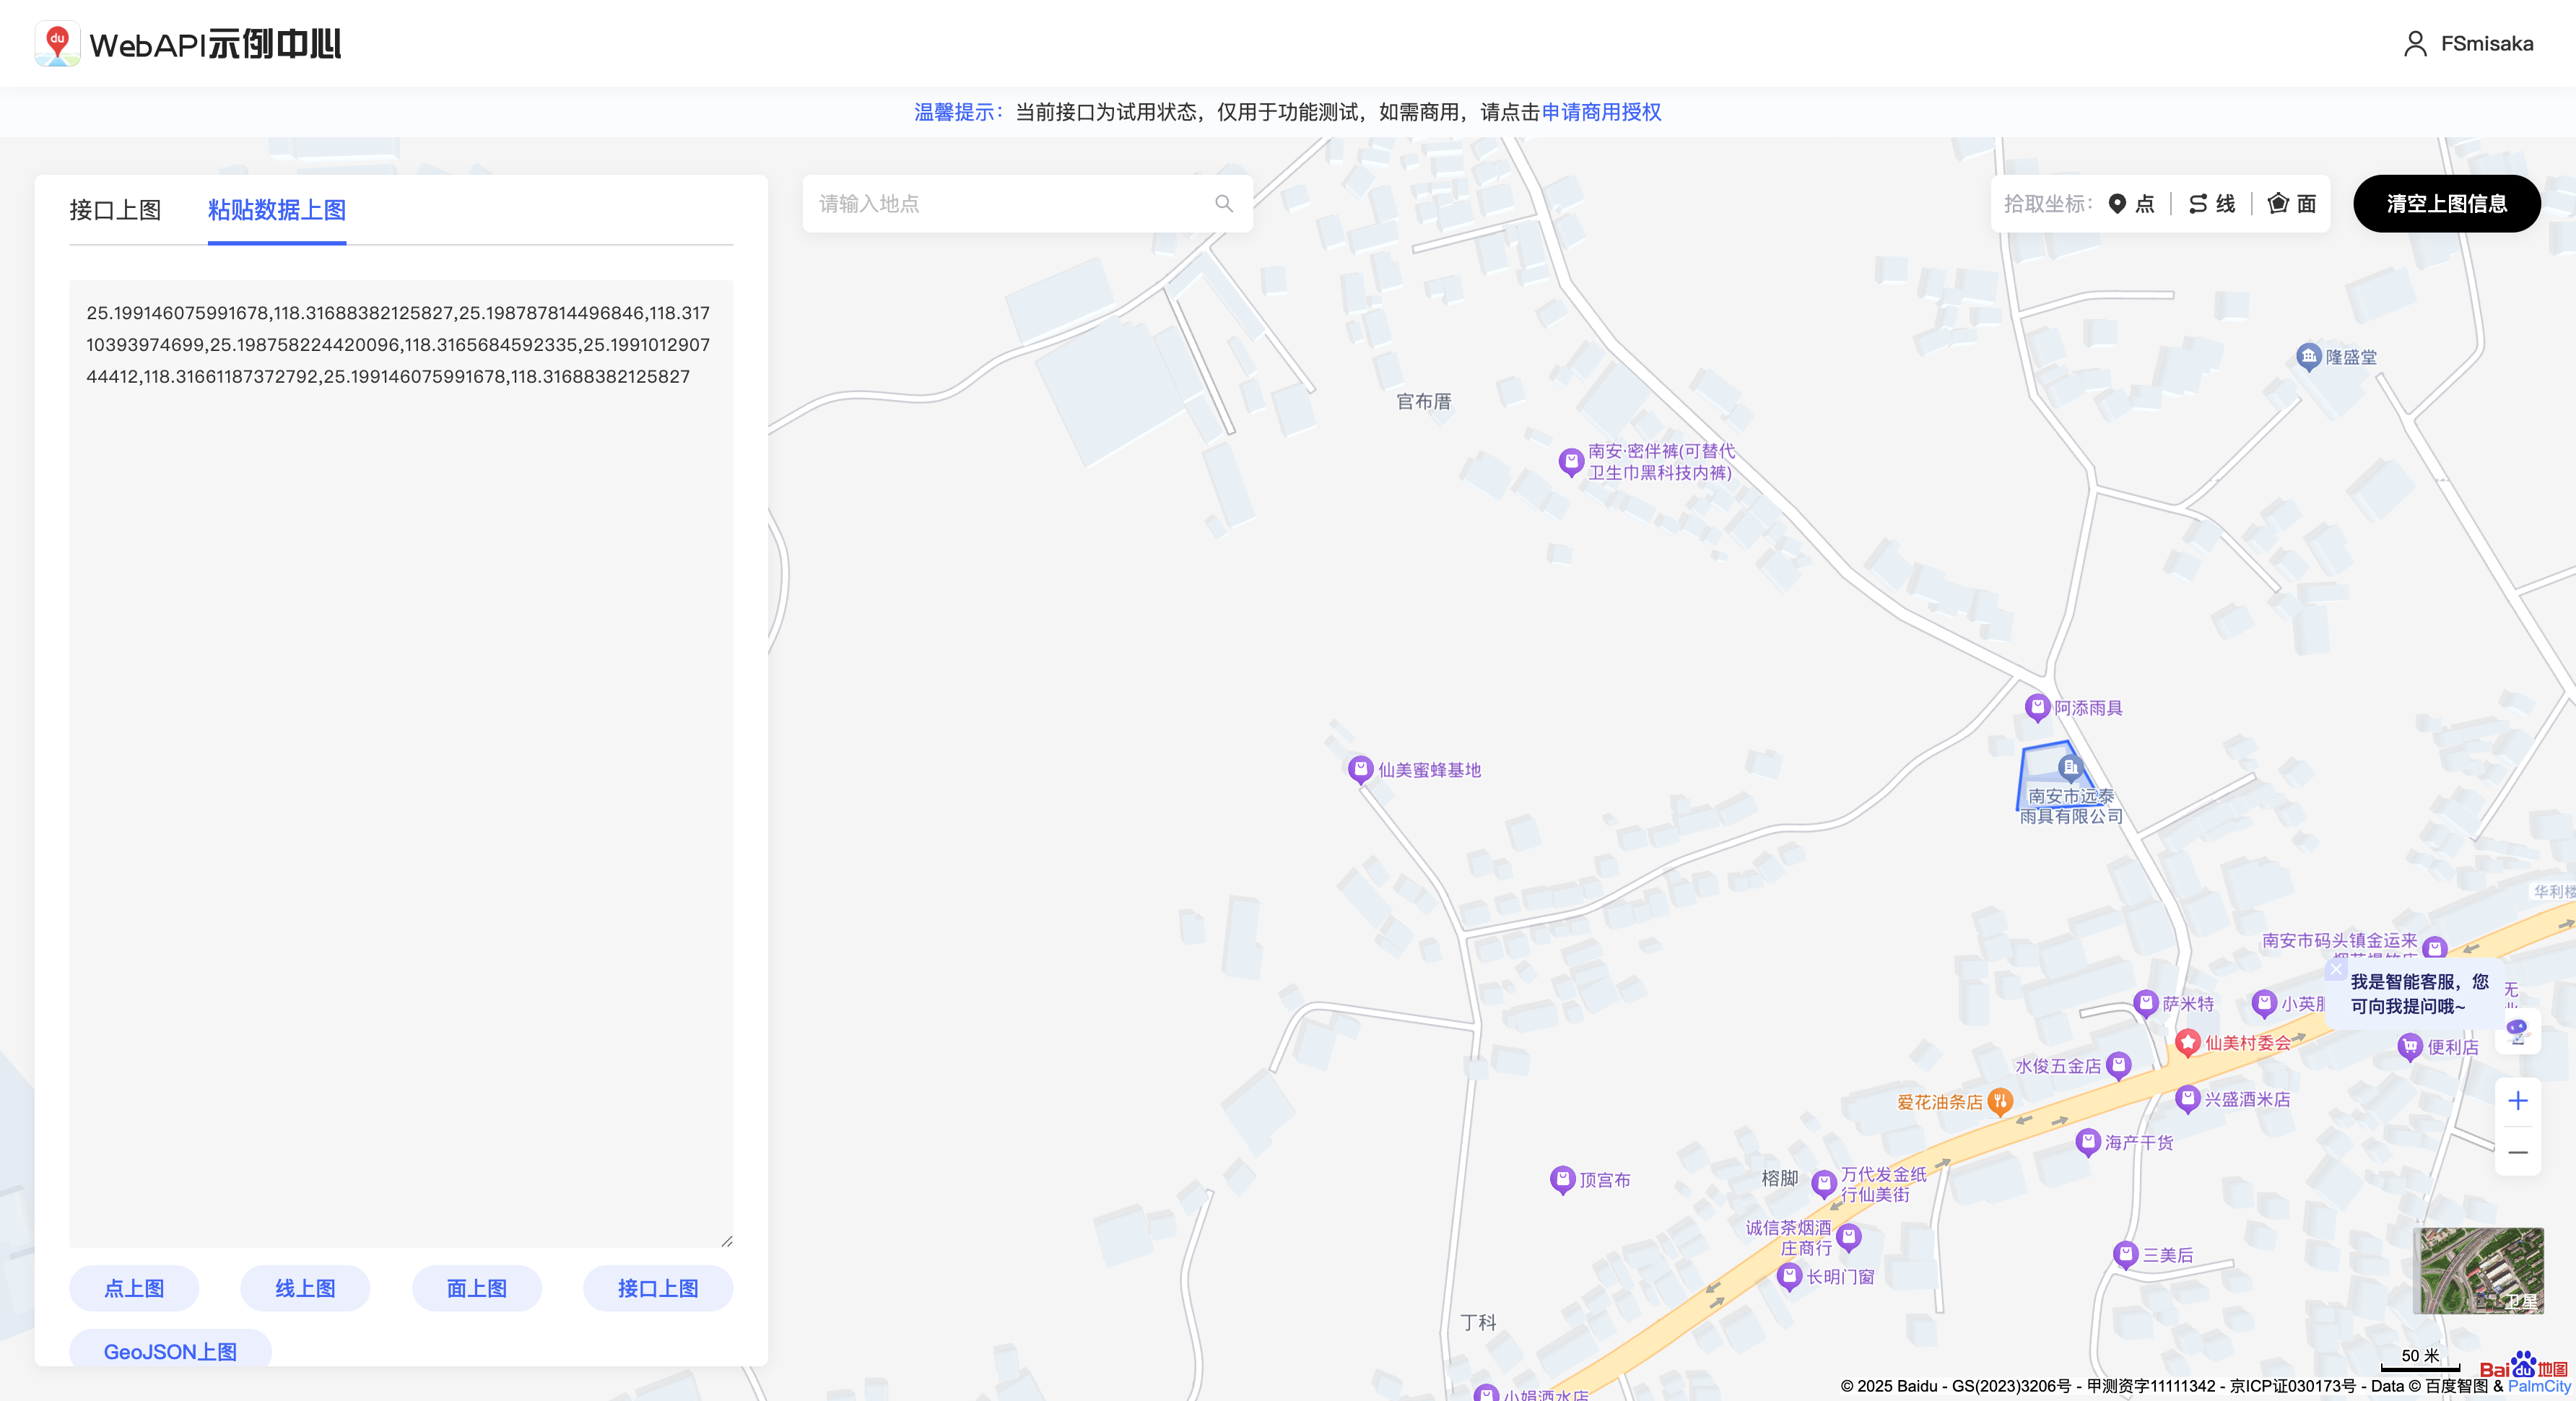 du
WebAPI示例中心
FSmisaka
温馨提示：当前接口为试用状态，仅用于功能测试，如需商用，请点击申请商用授权
接口上图
粘贴数据上图
请输入地点
拾取坐标：
点
线
面
清空上图信息
25.199146075991678,118.31688382125827,25.198787814496846,118.317
10393974699,25.198758224420096,118.3165684592335,25.1991012907
44412,118.31661187372792,25.199146075991678,118.31688382125827
隆盛堂
官布厝
南安·密伴裤(可替代
卫生巾黑科技内裤)
阿添雨具
仙美蜜蜂基地
南安市远泰
雨具有限公司
华利楼
南安市码头镇金运来
我是智能客服，您
可向我提问哦~
无
萨米特
小英
仙美村委会
便利店
水俊五金店
爱花油条店
兴盛酒米店
海产干货
顶宫布
榕脚
万代发金纸
行仙美街
诚信茶烟酒
庄商行
三美后
长明门窗
丁科
卫星
点上图
线上图
面上图
接口上图
GeoJSON上图
50 米
Bai du 地图
小娟洒水店
© 2025 Baidu - GS(2023)3206号 - 甲测资字11111342 - 京ICP证030173号 - Data © 百度智图 & PalmCity